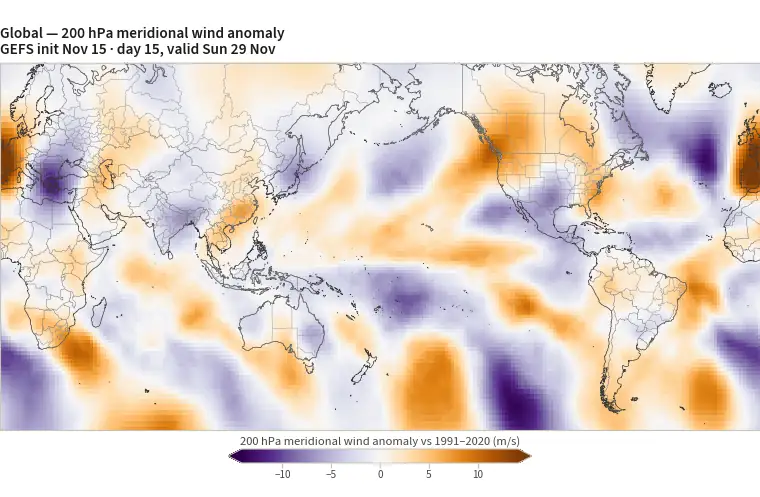 Global — 200 hPa meridional wind anomaly
GEFS init Nov 15 · day 15, valid Sun 29 Nov
200 hPa meridional wind anomaly vs 1991–2020 (m/s)
−10 −5 0 5 10